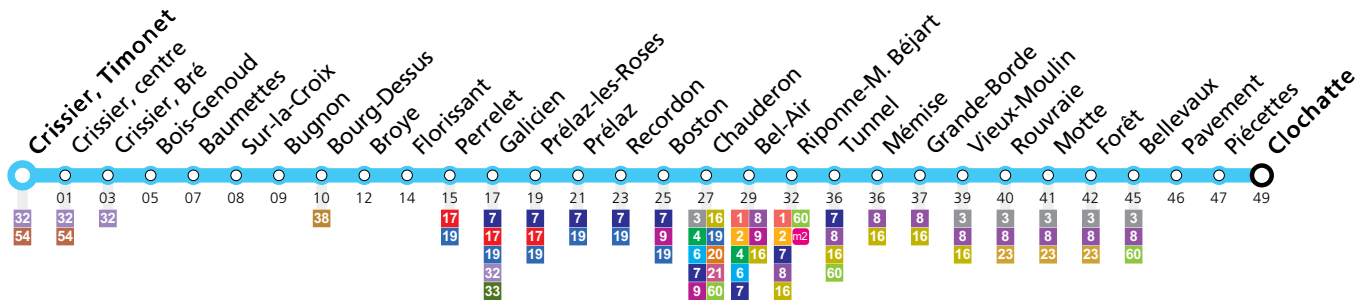 Crissier, Timonet
Crissier, centre
Crissier, Bré
Bois-Genoud
Baumettes
Sur-la-Croix
Bugnon
Bourg-Dessus
Broye
Florissant
Perrelet
Galicien
Prélaz-les-Roses
Prélaz
Recordon
Boston
Chauderon
Bel-Air
Riponne-M. Béjart
Tunnel
Mémise
Grande-Borde
Vieux-Moulin
Rouvraie
Motte
Forêt
Bellevaux
Pavement
Piécettes
Clochatte
01 03 05 07 08 09 10 12 14 15 17 19 21 23 25 27 29 32 36 36 37 39 40 41 42 45 46 47 49
32 32 32 38 17 7 7 7 7 7 3 16 1 8 1 60 7 8 8 3 3 3 3 3
54 54 19 17 17 19 19 9 4 19 2 9 2 m2 8 16 16 8 8 8 8 8
19 19 19 6 20 4 16 7 16 16 23 23 23 60
32 7 21 6 8 60
33 9 60 7 16